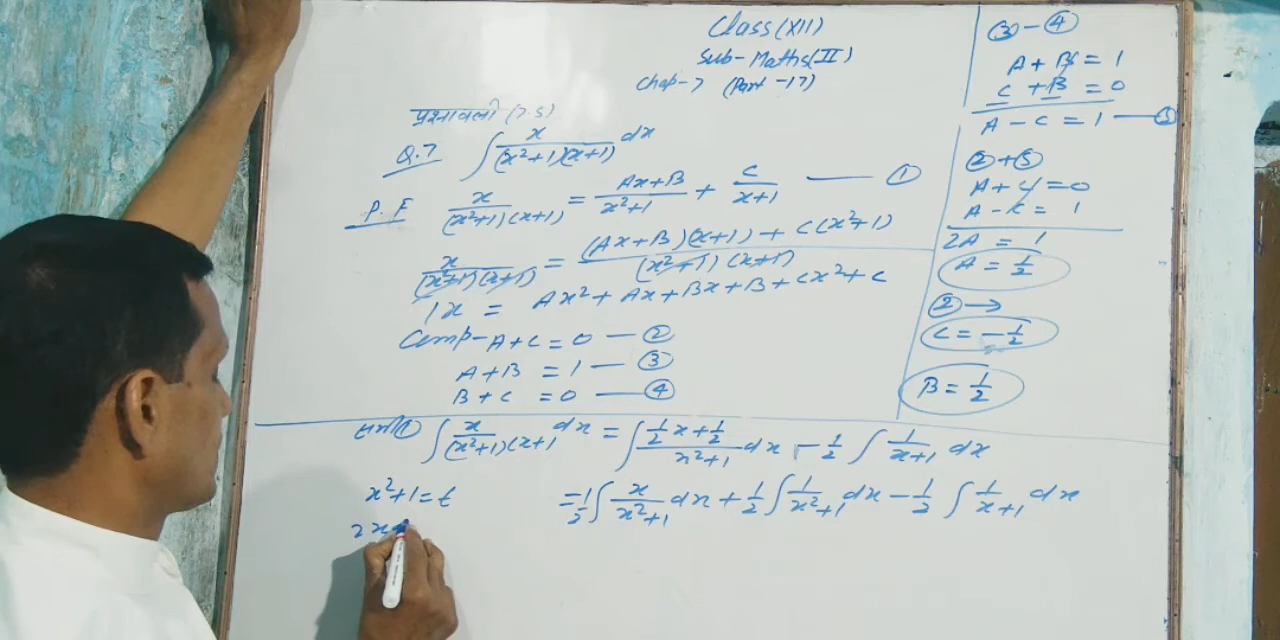 Class (XII)
Sub-Maths (II)
Chap-7 (Part-17)
प्रश्नावली (7.5)
Q.7 ∫ x/((x²+1)(x+1)) dx
P.F x/((x²+1)(x+1)) = (Ax+B)/(x²+1) + C/(x+1) —— ①
x/((x²+1)(x+1)) = ((Ax+B)(x+1) + C(x²+1))/((x²+1)(x+1))
1x = Ax² + Ax + Bx + B + Cx² + C
Comp- A+C = 0 — ②
A+B = 1 — ③
B+C = 0 — ④
③ - ④
A + B = 1
C + B = 0
A - C = 1 — ⑤
② + ⑤
A + C = 0
A - C = 1
2A = 1
A = 1/2
② →
C = -1/2
B = 1/2
① ∫ x/((x²+1)(x+1) dx = ∫ (1/2 x + 1/2)/(x²+1) dx - 1/2 ∫ 1/(x+1) dx
x²+1 = t
= 1/2 ∫ x/(x²+1) dx + 1/2 ∫ 1/(x²+1) dx - 1/2 ∫ 1/(x+1) dx
2x